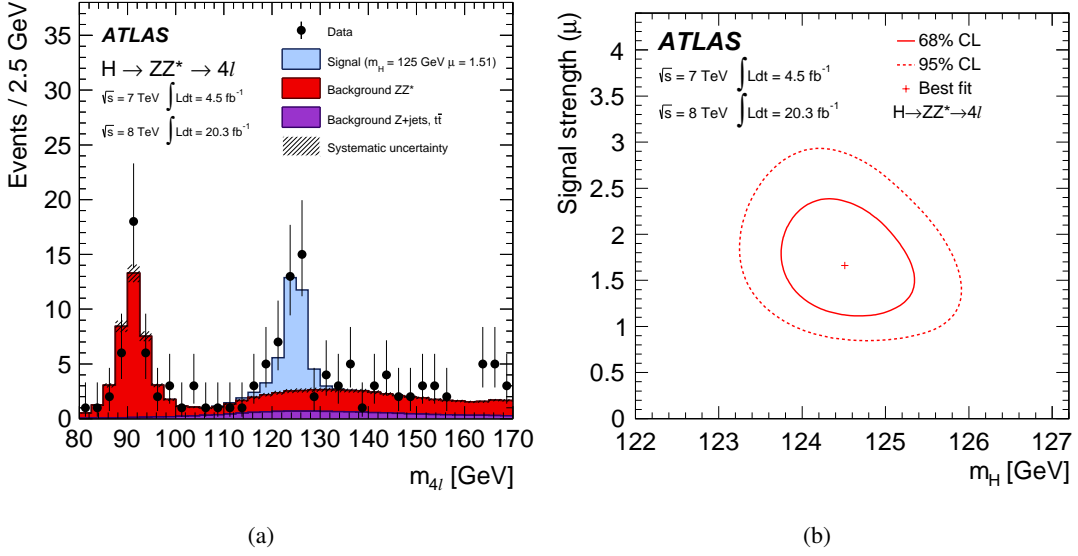 Events / 2.5 GeV
35
30
25
20
15
10
5
0
ATLAS
H → ZZ* → 4l
√s = 7 TeV ∫Ldt = 4.5 fb⁻¹
√s = 8 TeV ∫Ldt = 20.3 fb⁻¹
Data
Signal (m_H = 125 GeV μ = 1.51)
Background ZZ*
Background Z+jets, tt̄
Systematic uncertainty
80 90 100 110 120 130 140 150 160 170
m_4l [GeV]
(a)
Signal strength (μ)
4
3.5
3
2.5
2
1.5
1
0.5
0
ATLAS
√s = 7 TeV ∫Ldt = 4.5 fb⁻¹
√s = 8 TeV ∫Ldt = 20.3 fb⁻¹
68% CL
95% CL
Best fit
H→ZZ*→4l
122 123 124 125 126 127
m_H [GeV]
(b)